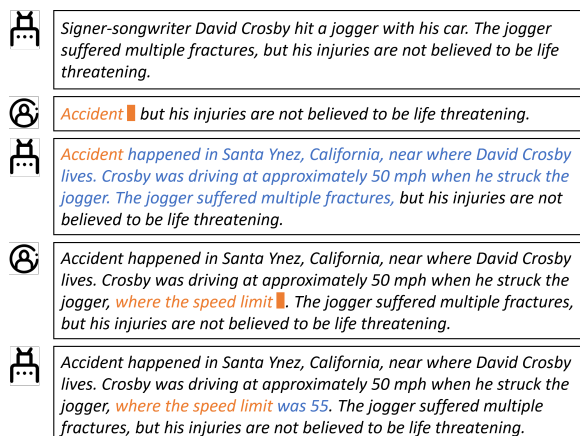 Signer-songwriter David Crosby hit a jogger with his car. The jogger
suffered multiple fractures, but his injuries are not believed to be life
threatening.
Accident but his injuries are not believed to be life threatening.
Accident happened in Santa Ynez, California, near where David Crosby
lives. Crosby was driving at approximately 50 mph when he struck the
jogger. The jogger suffered multiple fractures, but his injuries are not
believed to be life threatening.
Accident happened in Santa Ynez, California, near where David Crosby
lives. Crosby was driving at approximately 50 mph when he struck the
jogger, where the speed limit . The jogger suffered multiple fractures,
but his injuries are not believed to be life threatening.
Accident happened in Santa Ynez, California, near where David Crosby
lives. Crosby was driving at approximately 50 mph when he struck the
jogger, where the speed limit was 55. The jogger suffered multiple
fractures, but his injuries are not believed to be life threatening.